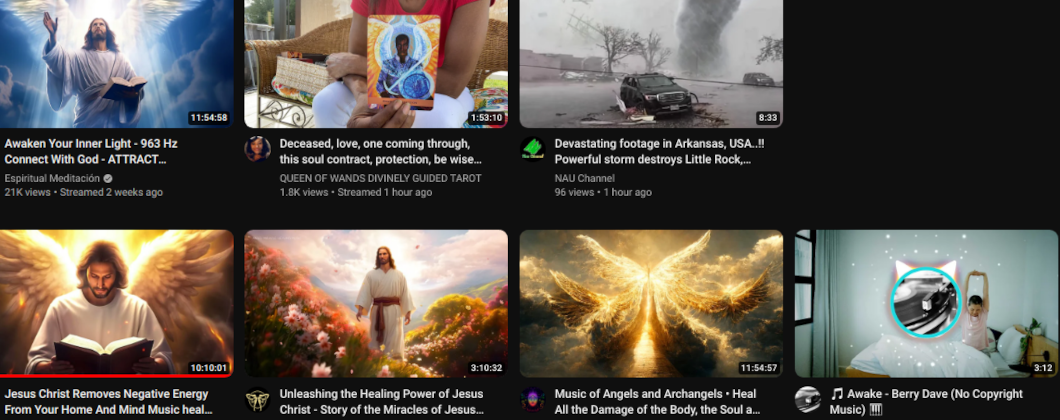 11:54:58
1:53:10
8:33
Awaken Your Inner Light - 963 Hz
Connect With God - ATTRACT...
Espiritual Meditación
21K views • Streamed 2 weeks ago
Deceased, love, one coming through,
this soul contract, protection, be wise...
QUEEN OF WANDS DIVINELY GUIDED TAROT
1.8K views • Streamed 1 hour ago
Devastating footage in Arkansas, USA..!!
Powerful storm destroys Little Rock,...
NAU Channel
96 views • 1 hour ago
10:10:01
3:10:32
11:54:57
3:12
Jesus Christ Removes Negative Energy
From Your Home And Mind Music heal...
Unleashing the Healing Power of Jesus
Christ - Story of the Miracles of Jesus...
Music of Angels and Archangels • Heal
All the Damage of the Body, the Soul a...
🎵 Awake - Berry Dave (No Copyright
Music) 🎹